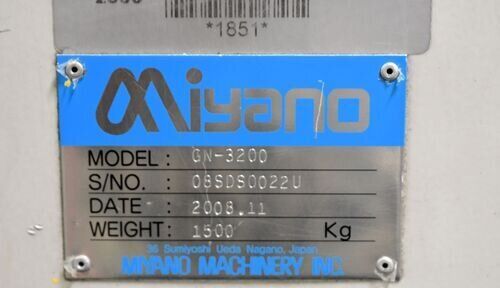 *1851*
Miyano
MODEL : GN-3200
S/NO. : 08SDS0022U
DATE : 2008.11
WEIGHT: 1500 Kg
36 Sumiyoshi Ueda Nagano, Japan
MIYANO MACHINERY INC.